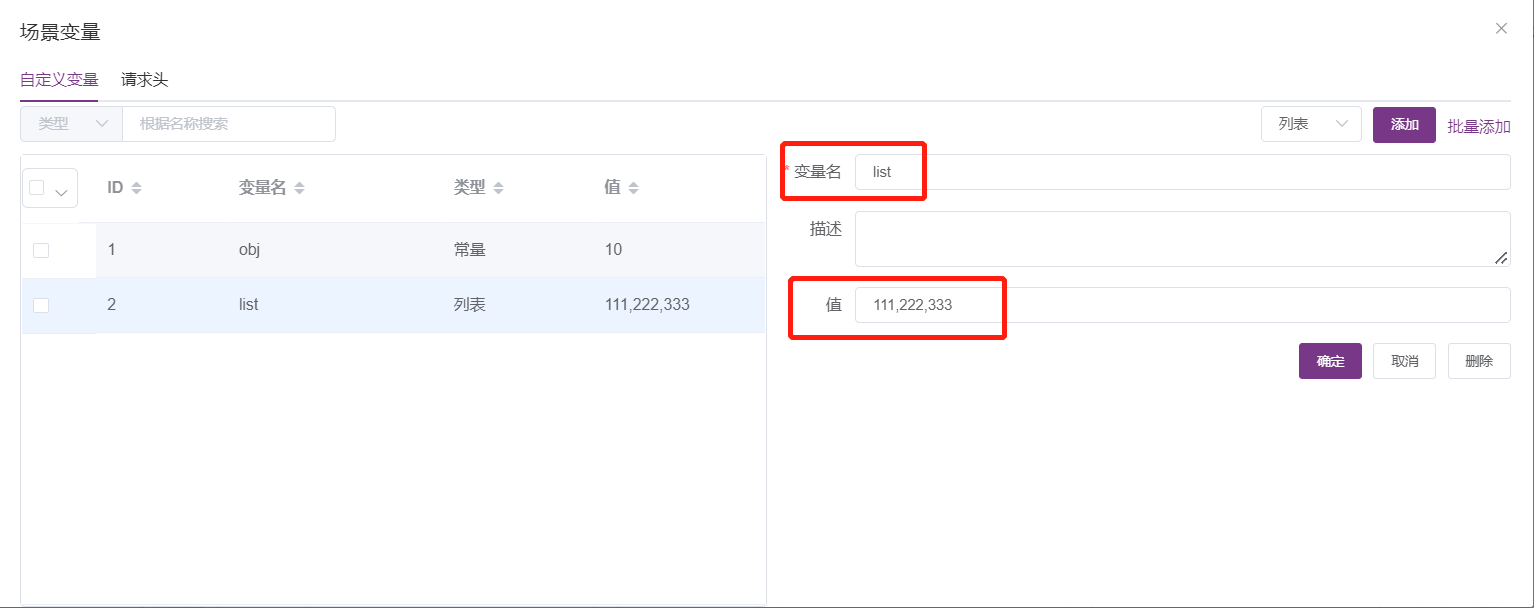 场景变量
自定义变量 请求头
类型 根据名称搜索 列表 添加 批量添加
ID 变量名 类型 值
1 obj 常量 10
2 list 列表 111,222,333
* 变量名 list
描述
值 111,222,333
确定 取消 删除